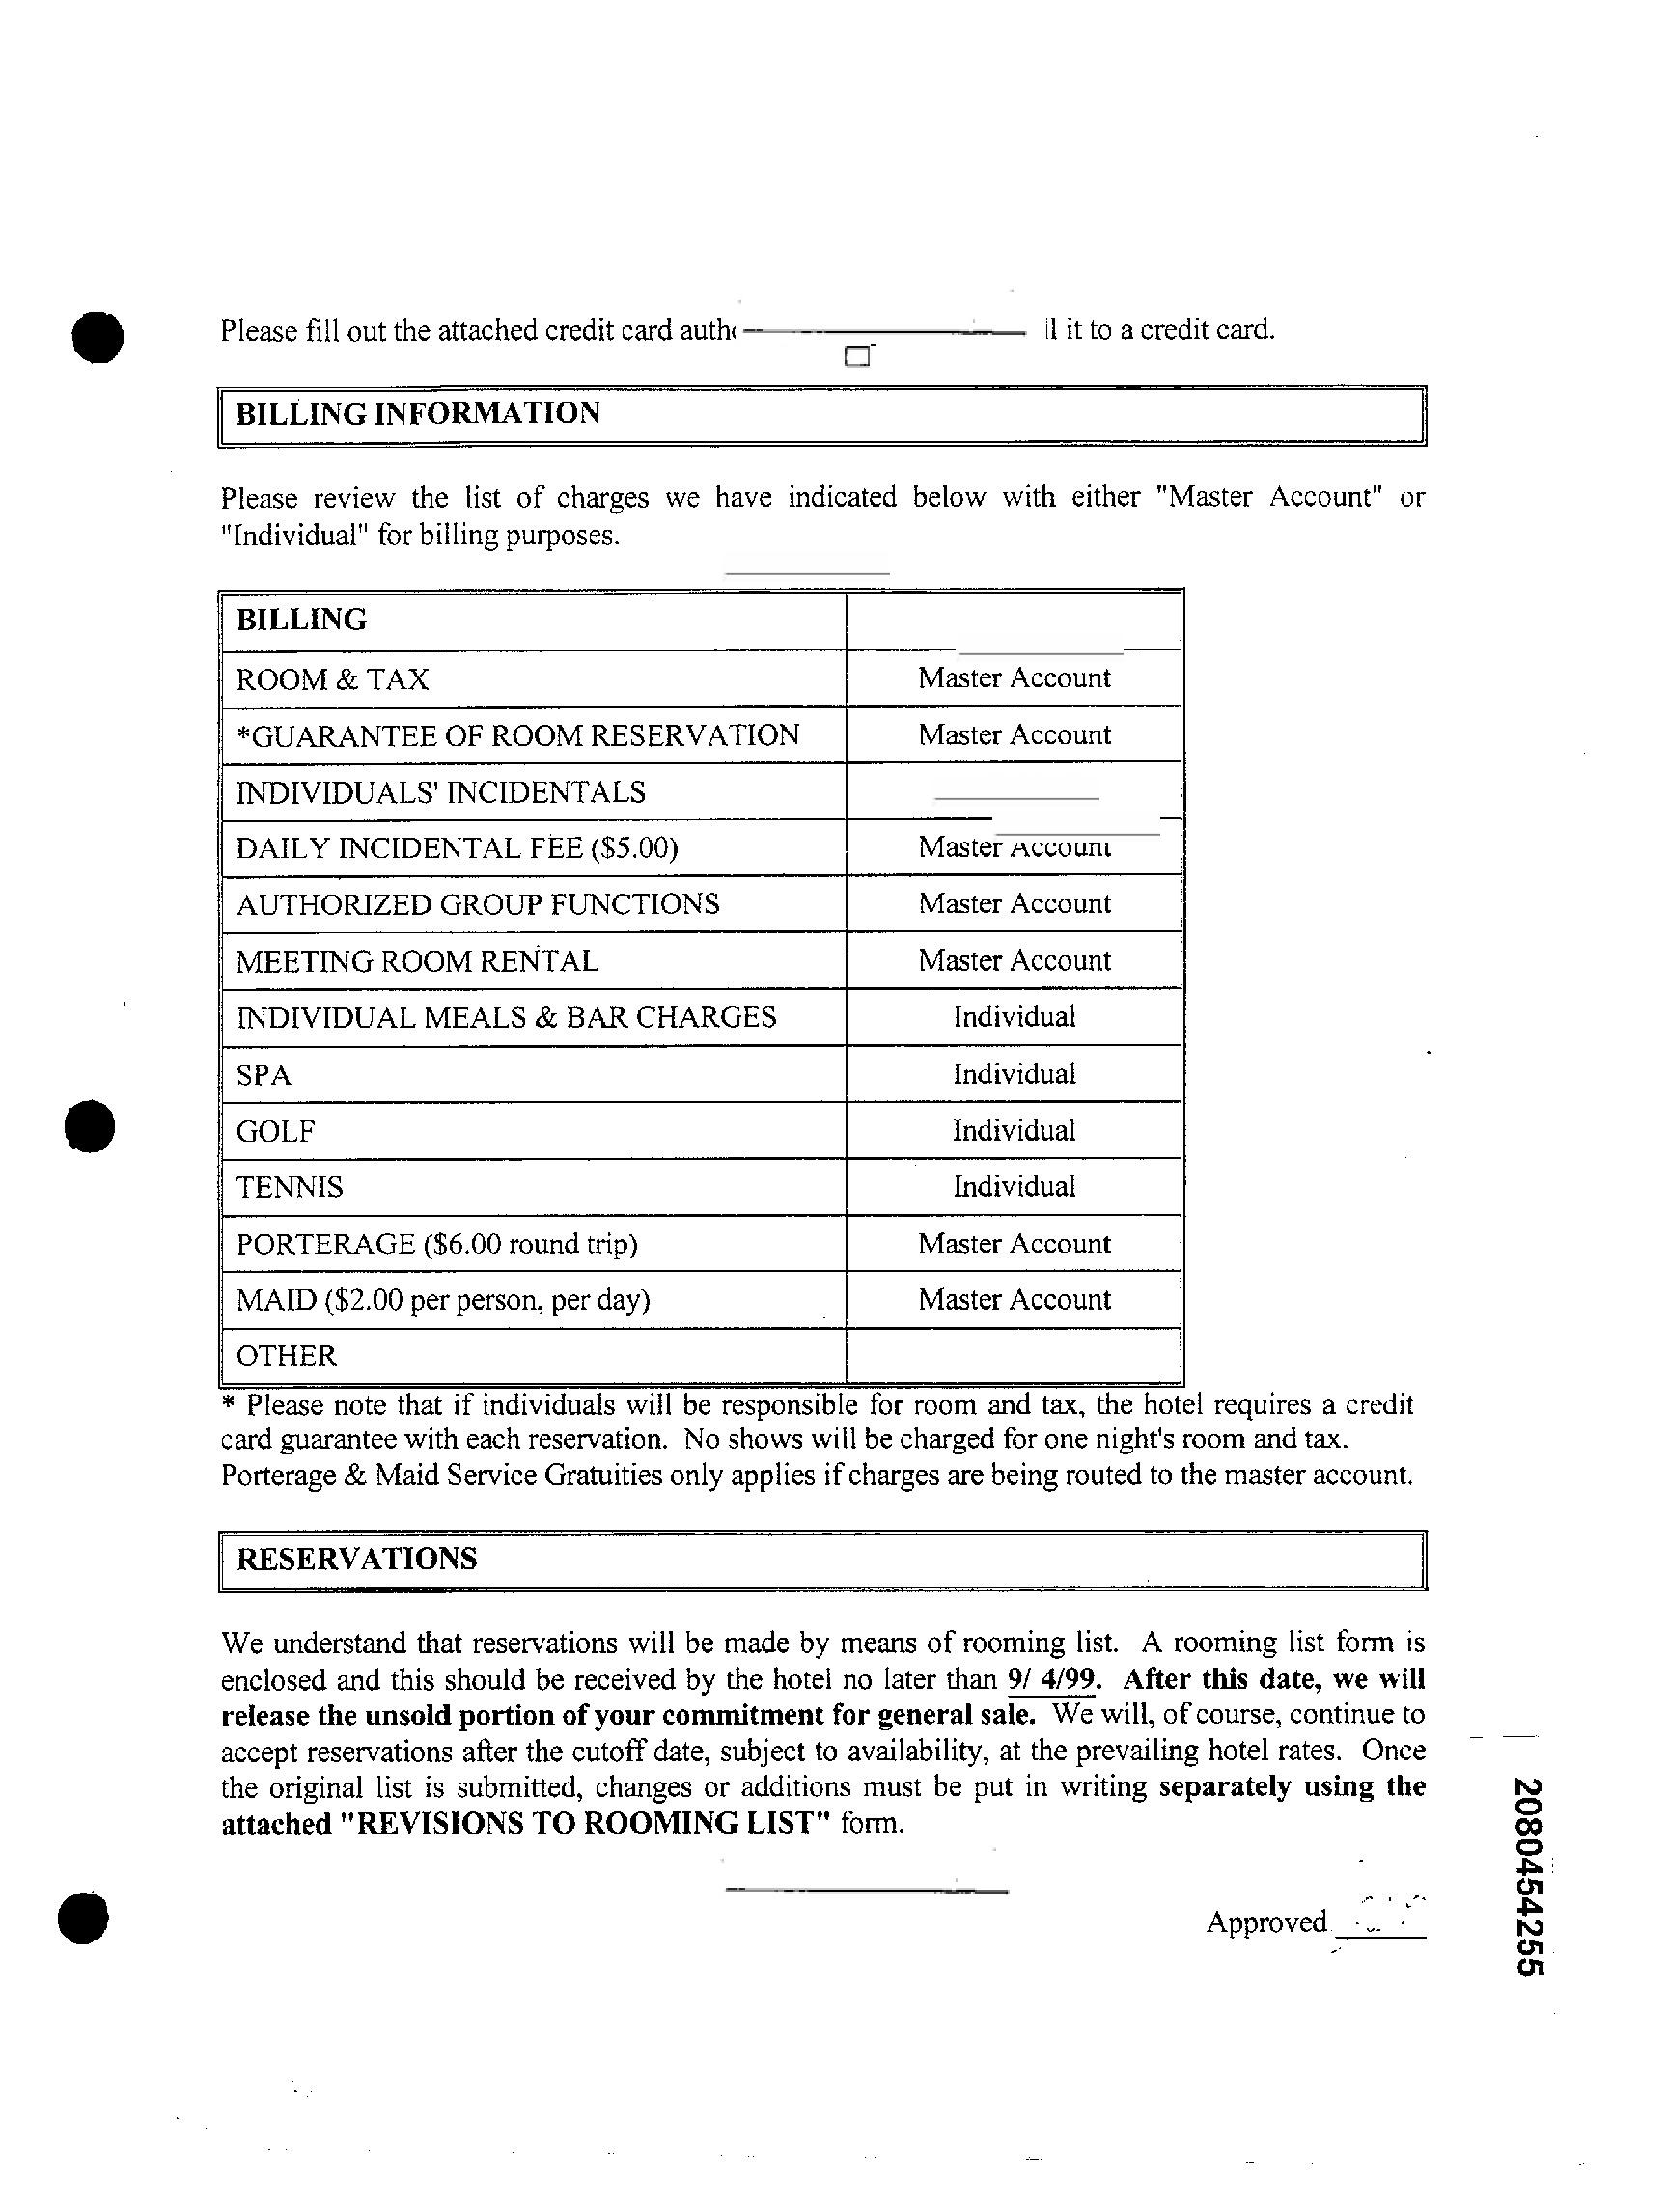 Please fill out the attached credit card it to a credit card.
BILLING INFORMATION
Please review the list of charges we have indicated below with either "Master Account" or
"Individual" for billing purposes.
BILLING
ROOM & TAX Master Account
*GUARANTEE OF ROOM RESERVATION Master Account
INDIVIDUALS' INCIDENTALS
DAILY INCIDENTAL FEE ($5.00) Master Account
AUTHORIZED GROUP FUNCTIONS Master Account
MEETING ROOM RENTAL Master Account
INDIVIDUAL MEALS & BAR CHARGES Individual
SPA Individual
GOLF Individual
TENNIS Individual
PORTERAGE ($6.00 round trip) Master Account
MAID ($2.00 per person, per day) Master Account
OTHER
* Please note that if individuals will be responsible for room and tax, the hotel requires a credit
card guarantee with each reservation. No shows will be charged for one night's room and tax.
Porterage & Maid Service Gratuities only applies if charges are being routed to the master account.
RESERVATIONS
We understand that reservations will be made by means of rooming list. A rooming list form is
enclosed and this should be received by the hotel no later than 9/ 4/99. After this date, we will
release the unsold portion of your commitment for general sale. We will, of course, continue to
accept reservations after the cutoff date, subject to availability, at the prevailing hotel rates. Once
the original list is submitted, changes or additions must be put in writing separately using the
attached "REVISIONS TO ROOMING LIST" form.
Approved
2080454255